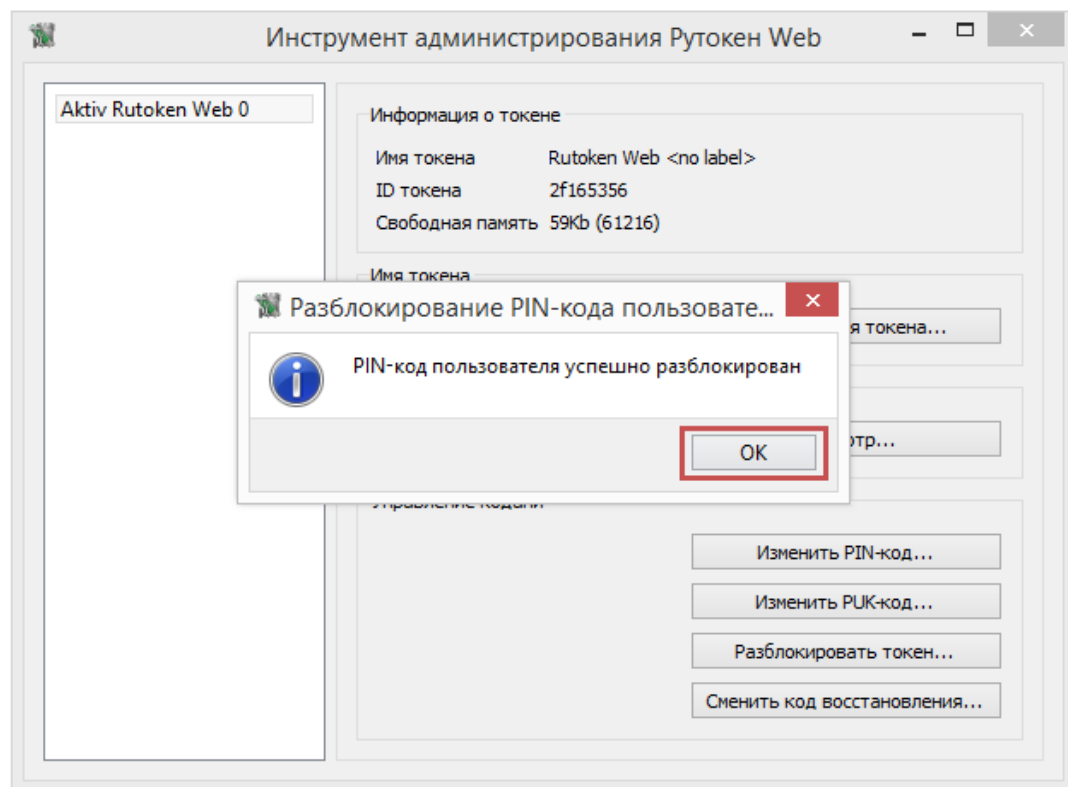 Инструмент администрирования Рутокен Web
Aktiv Rutoken Web 0
Информация о токене
Имя токена Rutoken Web <no label>
ID токена 2f165356
Свободная память 59Kb (61216)
Имя токена
токена...
Разблокирование PIN-кода пользовате...
PIN-код пользователя успешно разблокирован
OK
Изменить PIN-код...
Изменить PUK-код...
Разблокировать токен...
Сменить код восстановления...